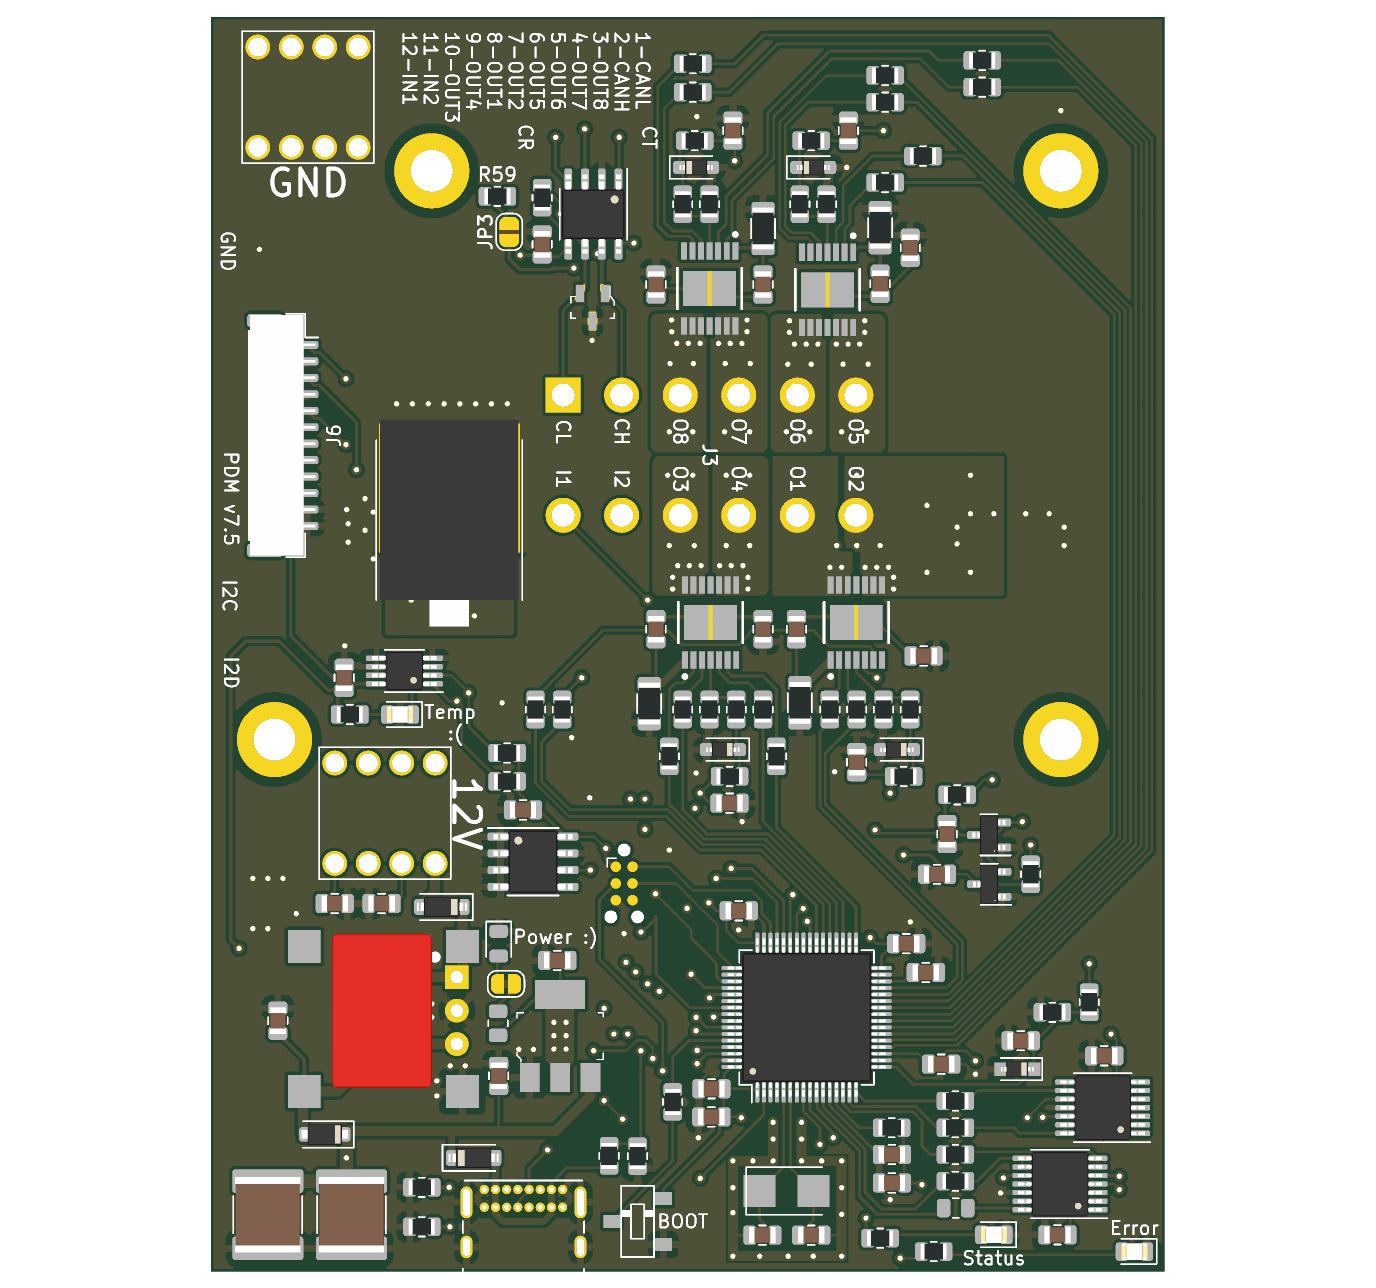 1-CANL
2-CANH
3-OUT8
4-OUT7
5-OUT6
6-OUT5
7-OUT2
8-OUT1
9-OUT4
10-OUT3
11-IN2
12-IN1
CR
CT
GND
R59
JP3
GND
J6
CL
CH
O8
O7
O6
O5
J3
PDM v7.5
I1
I2
O3
O4
O1
O2
I2C
I2D
Temp
:(
12V
Power :)
BOOT
Error
Status